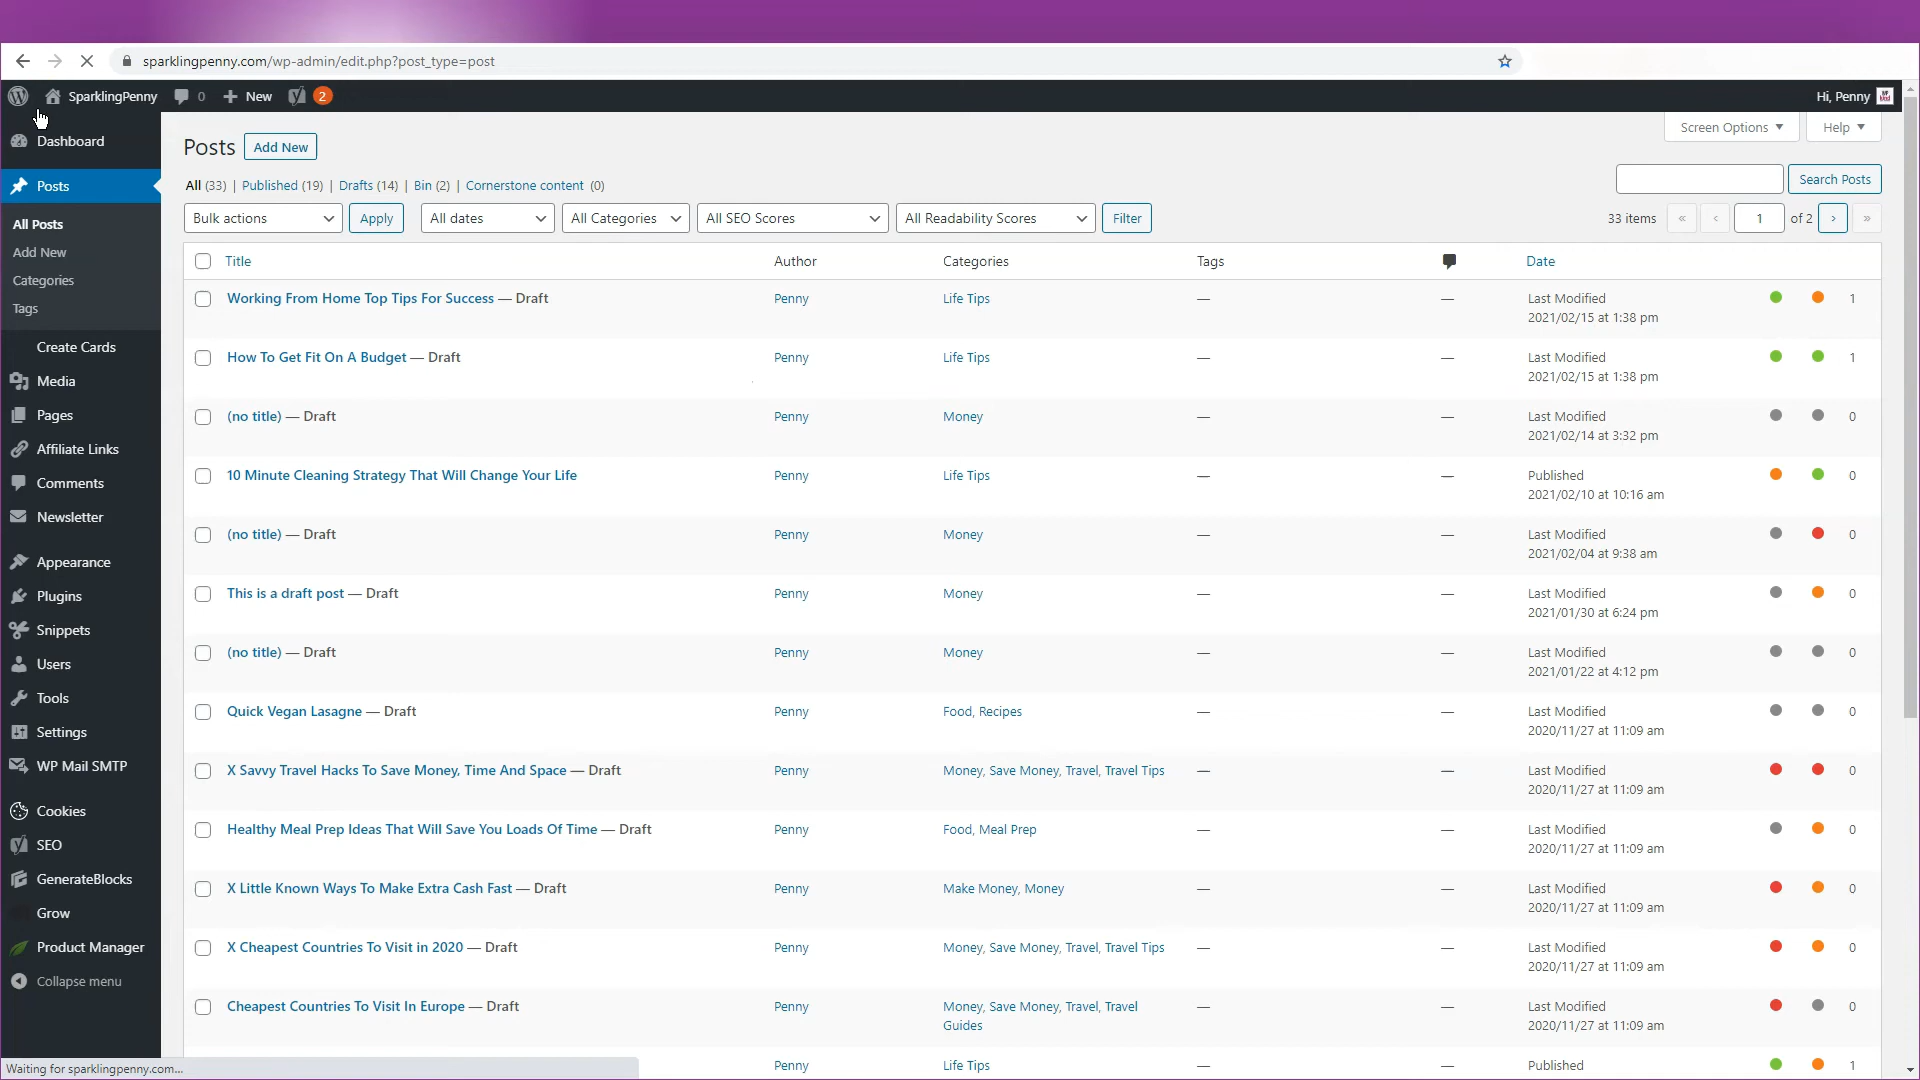 sparklingpenny.com/wp-admin/edit.php?post_type=post
SparklingPenny 0 New 2 Hi, Penny
Screen Options Help
Dashboard
Posts
All Posts
Add New
Categories
Tags
Create Cards
Media
Pages
Affiliate Links
Comments
Newsletter
Appearance
Plugins
Snippets
Users
Tools
Settings
WP Mail SMTP
Cookies
SEO
GenerateBlocks
Grow
Product Manager
Collapse menu
Posts Add New
All (33) | Published (19) | Drafts (14) | Bin (2) | Cornerstone content (0)
Search Posts
Bulk actions Apply All dates All Categories All SEO Scores All Readability Scores Filter
33 items « ‹ 1 of 2 › »
Title Author Categories Tags Date
Working From Home Top Tips For Success — Draft Penny Life Tips — — Last Modified 1
2021/02/15 at 1:38 pm
How To Get Fit On A Budget — Draft Penny Life Tips — — Last Modified 1
2021/02/15 at 1:38 pm
(no title) — Draft Penny Money — — Last Modified 0
2021/02/14 at 3:32 pm
10 Minute Cleaning Strategy That Will Change Your Life Penny Life Tips — — Published 0
2021/02/10 at 10:16 am
(no title) — Draft Penny Money — — Last Modified 0
2021/02/04 at 9:38 am
This is a draft post — Draft Penny Money — — Last Modified 0
2021/01/30 at 6:24 pm
(no title) — Draft Penny Money — — Last Modified 0
2021/01/22 at 4:12 pm
Quick Vegan Lasagne — Draft Penny Food, Recipes — — Last Modified 0
2020/11/27 at 11:09 am
X Savvy Travel Hacks To Save Money, Time And Space — Draft Penny Money, Save Money, Travel, Travel Tips — — Last Modified 0
2020/11/27 at 11:09 am
Healthy Meal Prep Ideas That Will Save You Loads Of Time — Draft Penny Food, Meal Prep — — Last Modified 0
2020/11/27 at 11:09 am
X Little Known Ways To Make Extra Cash Fast — Draft Penny Make Money, Money — — Last Modified 0
2020/11/27 at 11:09 am
X Cheapest Countries To Visit in 2020 — Draft Penny Money, Save Money, Travel, Travel Tips — — Last Modified 0
2020/11/27 at 11:09 am
Cheapest Countries To Visit In Europe — Draft Penny Money, Save Money, Travel, Travel — — Last Modified 0
Guides 2020/11/27 at 11:09 am
Penny Life Tips — — Published 1
Waiting for sparklingpenny.com...